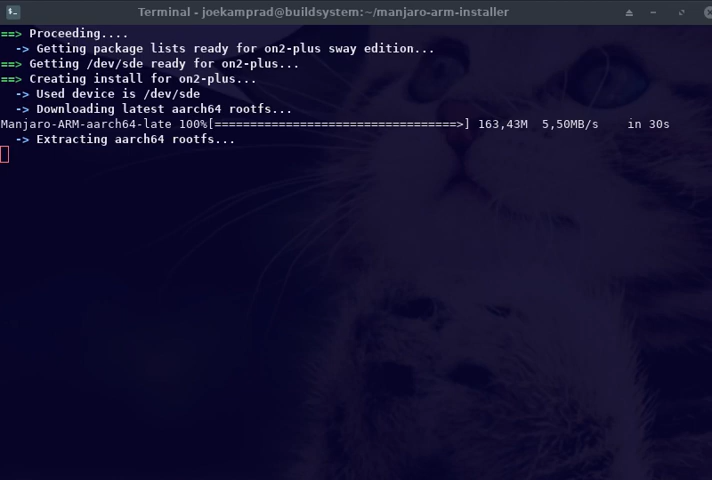 Terminal - joekamprad@buildsystem:~/manjaro-arm-installer
==> Proceeding....
-> Getting package lists ready for on2-plus sway edition...
==> Getting /dev/sde ready for on2-plus...
==> Creating install for on2-plus...
-> Used device is /dev/sde
-> Downloading latest aarch64 rootfs...
Manjaro-ARM-aarch64-late 100%[==================================>] 163,43M 5,50MB/s in 30s
-> Extracting aarch64 rootfs...